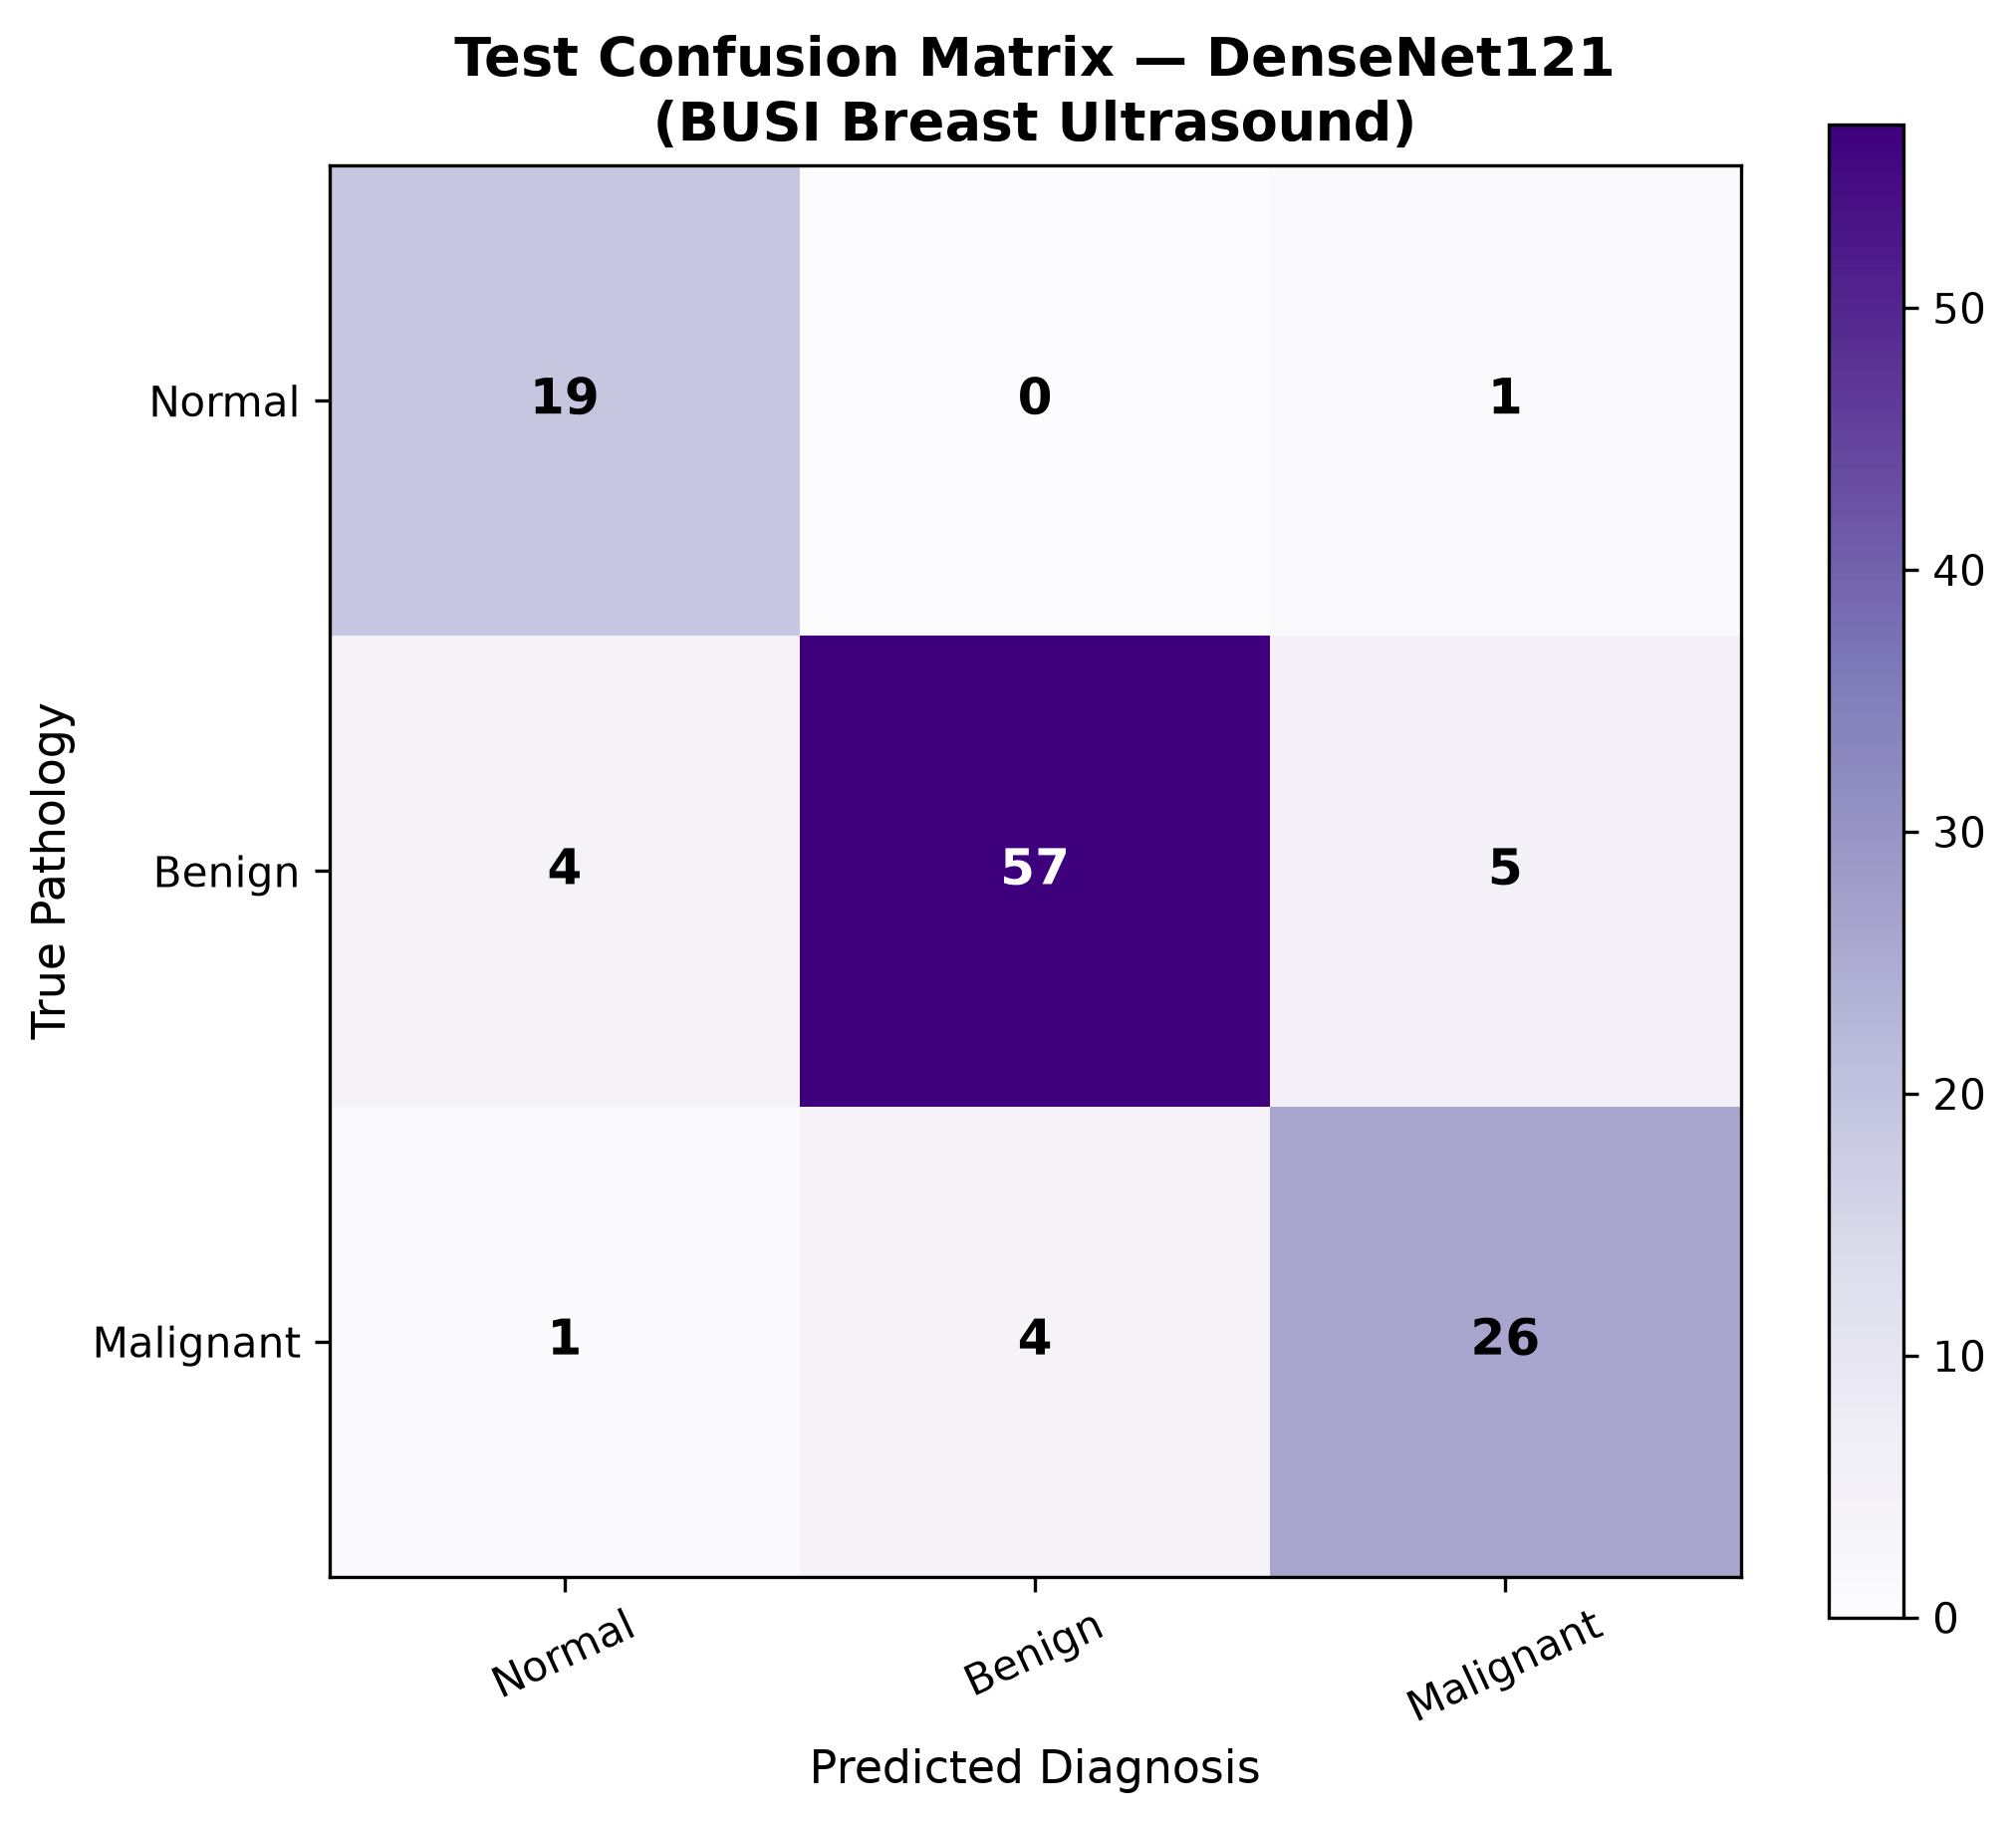 Test Confusion Matrix — DenseNet121
(BUSI Breast Ultrasound)
True Pathology
Normal
19
0
1
Benign
4
57
5
Malignant
1
4
26
Normal
Benign
Malignant
Predicted Diagnosis
50
40
30
20
10
0